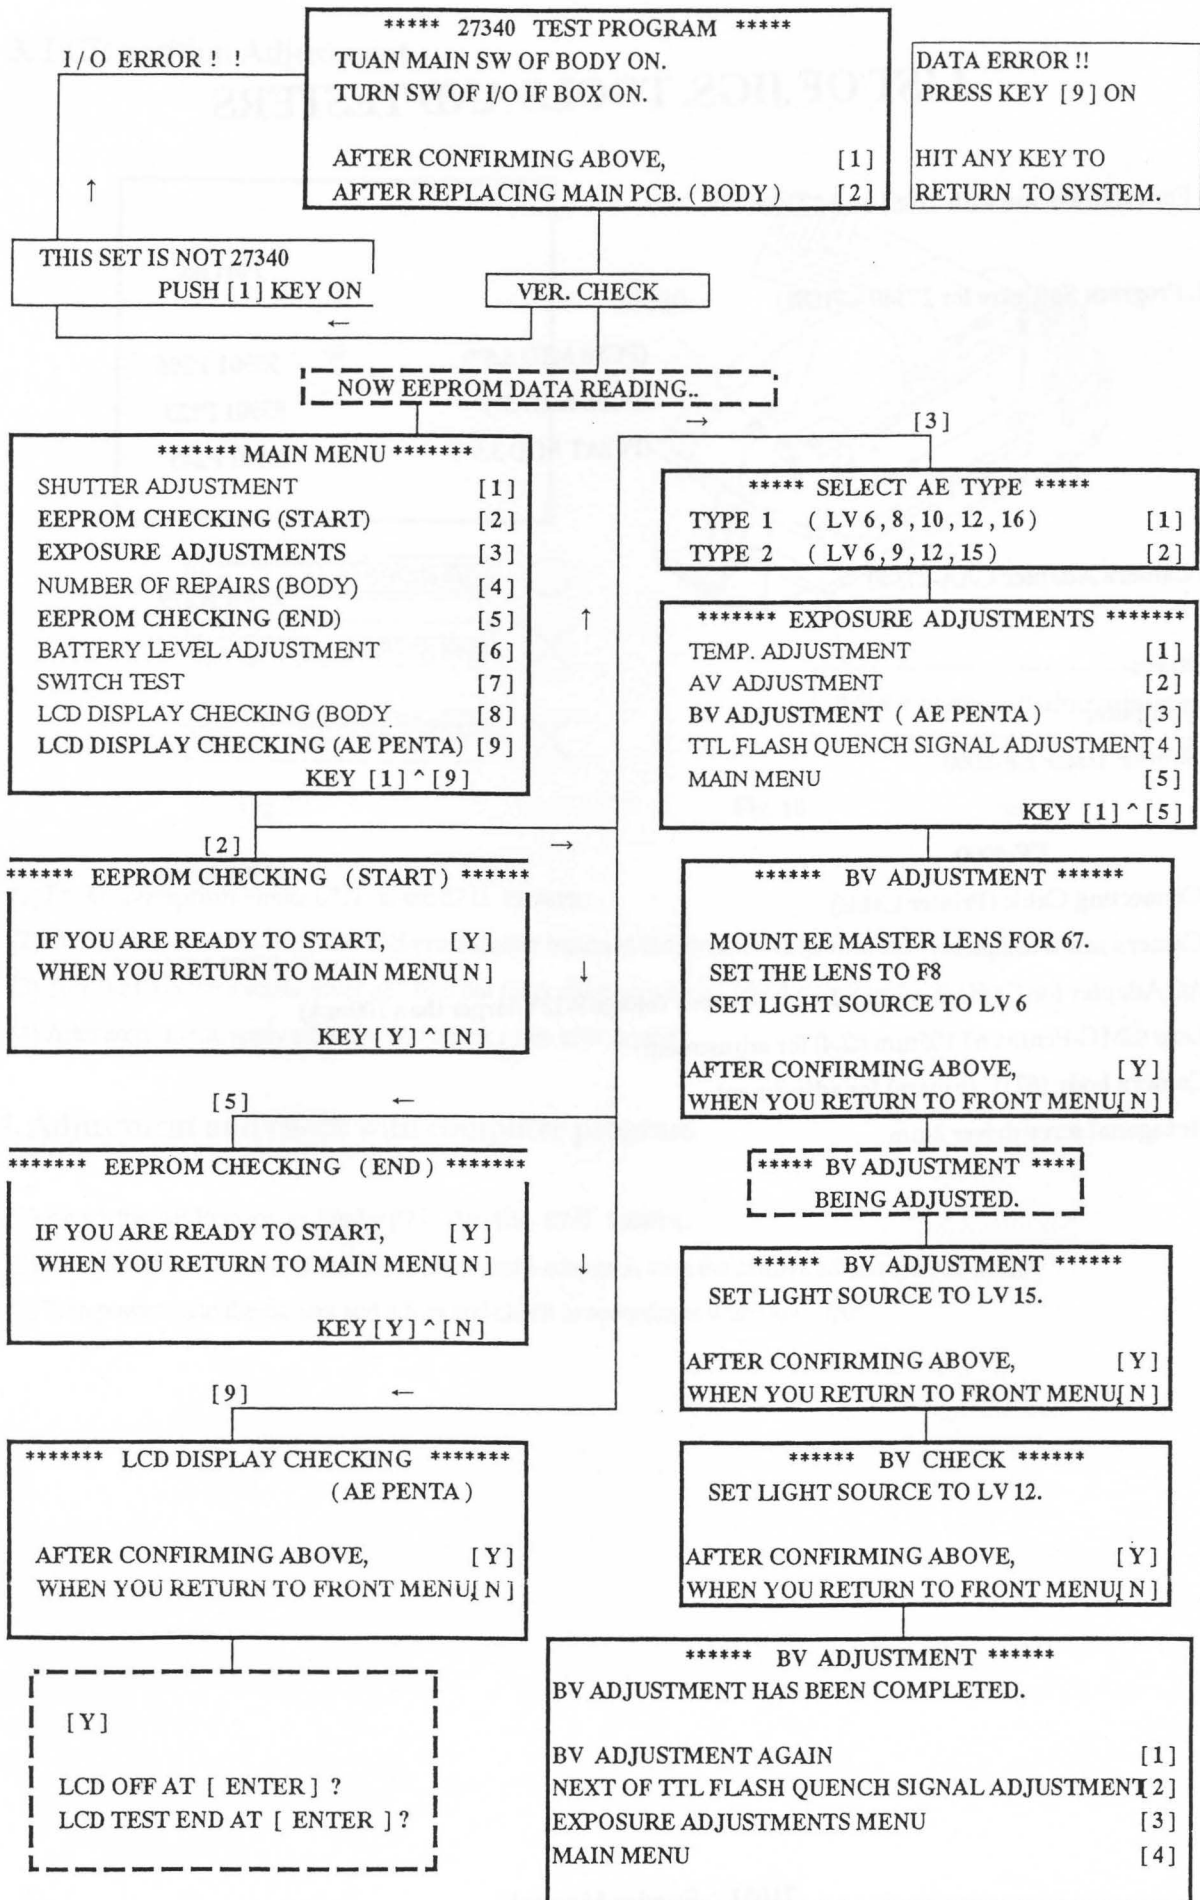 ***** 27340 TEST PROGRAM *****
TUAN MAIN SW OF BODY ON.
TURN SW OF I/O IF BOX ON.
AFTER CONFIRMING ABOVE, [1]
AFTER REPLACING MAIN PCB. (BODY) [2]
I/O ERROR ! !
↑
DATA ERROR !!
PRESS KEY [9] ON
HIT ANY KEY TO
RETURN TO SYSTEM.
THIS SET IS NOT 27340
PUSH [1] KEY ON
VER. CHECK
←
NOW EEPROM DATA READING..
→
[3]
******* MAIN MENU *******
SHUTTER ADJUSTMENT [1]
EEPROM CHECKING (START) [2]
EXPOSURE ADJUSTMENTS [3]
NUMBER OF REPAIRS (BODY) [4]
EEPROM CHECKING (END) [5]
BATTERY LEVEL ADJUSTMENT [6]
SWITCH TEST [7]
LCD DISPLAY CHECKING (BODY [8]
LCD DISPLAY CHECKING (AE PENTA) [9]
KEY [1]^[9]
↑
[2]
→
****** EEPROM CHECKING (START) ******
IF YOU ARE READY TO START, [Y]
WHEN YOU RETURN TO MAIN MENU[N]
KEY[Y]^[N]
↓
[5]
←
******* EEPROM CHECKING (END) *******
IF YOU ARE READY TO START, [Y]
WHEN YOU RETURN TO MAIN MENU[N]
KEY[Y]^[N]
↓
[9]
←
******* LCD DISPLAY CHECKING *******
(AE PENTA)
AFTER CONFIRMING ABOVE, [Y]
WHEN YOU RETURN TO FRONT MENU[N]
[Y]
LCD OFF AT [ ENTER] ?
LCD TEST END AT [ ENTER ] ?
***** SELECT AE TYPE *****
TYPE 1 ( LV 6, 8, 10, 12, 16) [1]
TYPE 2 ( LV 6, 9, 12, 15) [2]
******* EXPOSURE ADJUSTMENTS *******
TEMP. ADJUSTMENT [1]
AV ADJUSTMENT [2]
BV ADJUSTMENT ( AE PENTA) [3]
TTL FLASH QUENCH SIGNAL ADJUSTMENT[4]
MAIN MENU [5]
KEY [1]^[5]
****** BV ADJUSTMENT ******
MOUNT EE MASTER LENS FOR 67.
SET THE LENS TO F8
SET LIGHT SOURCE TO LV 6
AFTER CONFIRMING ABOVE, [Y]
WHEN YOU RETURN TO FRONT MENU[N]
***** BV ADJUSTMENT ****
BEING ADJUSTED.
****** BV ADJUSTMENT ******
SET LIGHT SOURCE TO LV 15.
AFTER CONFIRMING ABOVE, [Y]
WHEN YOU RETURN TO FRONT MENU[N]
****** BV CHECK ******
SET LIGHT SOURCE TO LV 12.
AFTER CONFIRMING ABOVE, [Y]
WHEN YOU RETURN TO FRONT MENU[N]
****** BV ADJUSTMENT ******
BV ADJUSTMENT HAS BEEN COMPLETED.
BV ADJUSTMENT AGAIN [1]
NEXT OF TTL FLASH QUENCH SIGNAL ADJUSTMENT[2]
EXPOSURE ADJUSTMENTS MENU [3]
MAIN MENU [4]